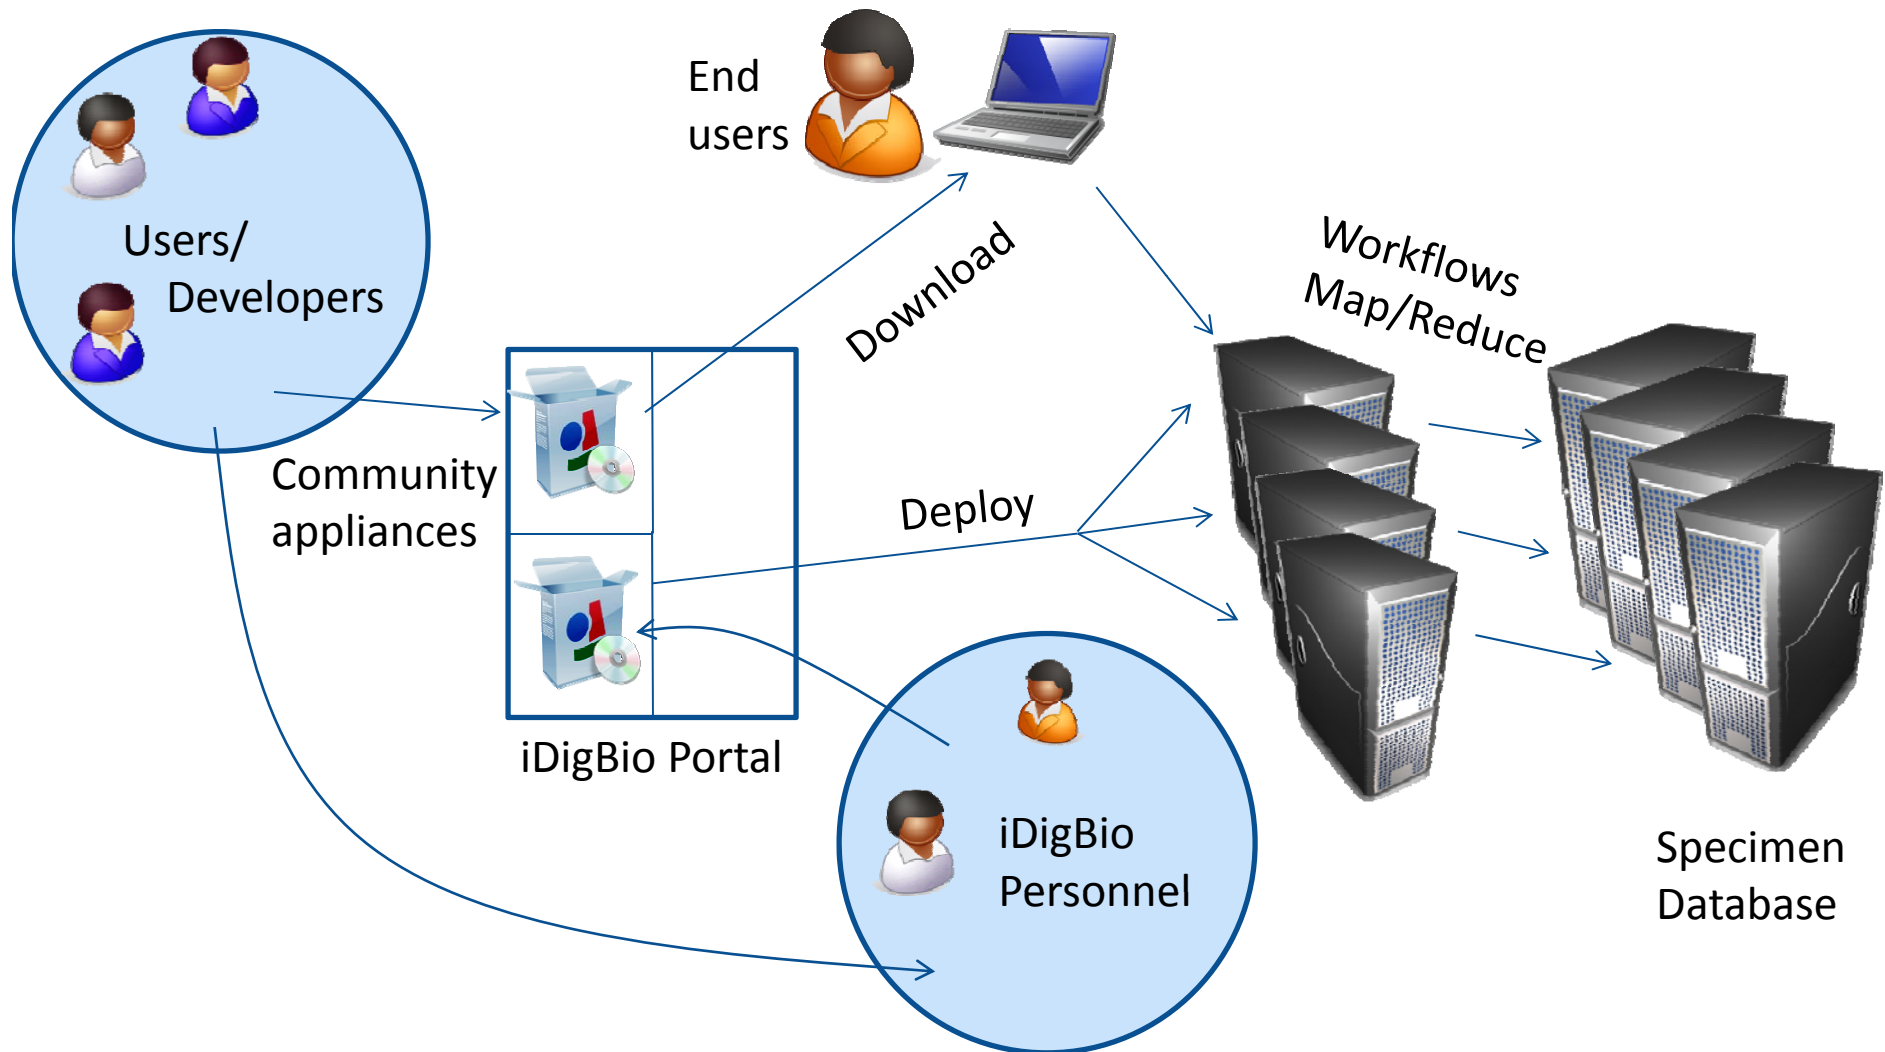 End
users
Users/
Developers
Download
Workflows
Map/Reduce
Community
appliances
Deploy
iDigBio Portal
iDigBio
Personnel
Specimen
Database